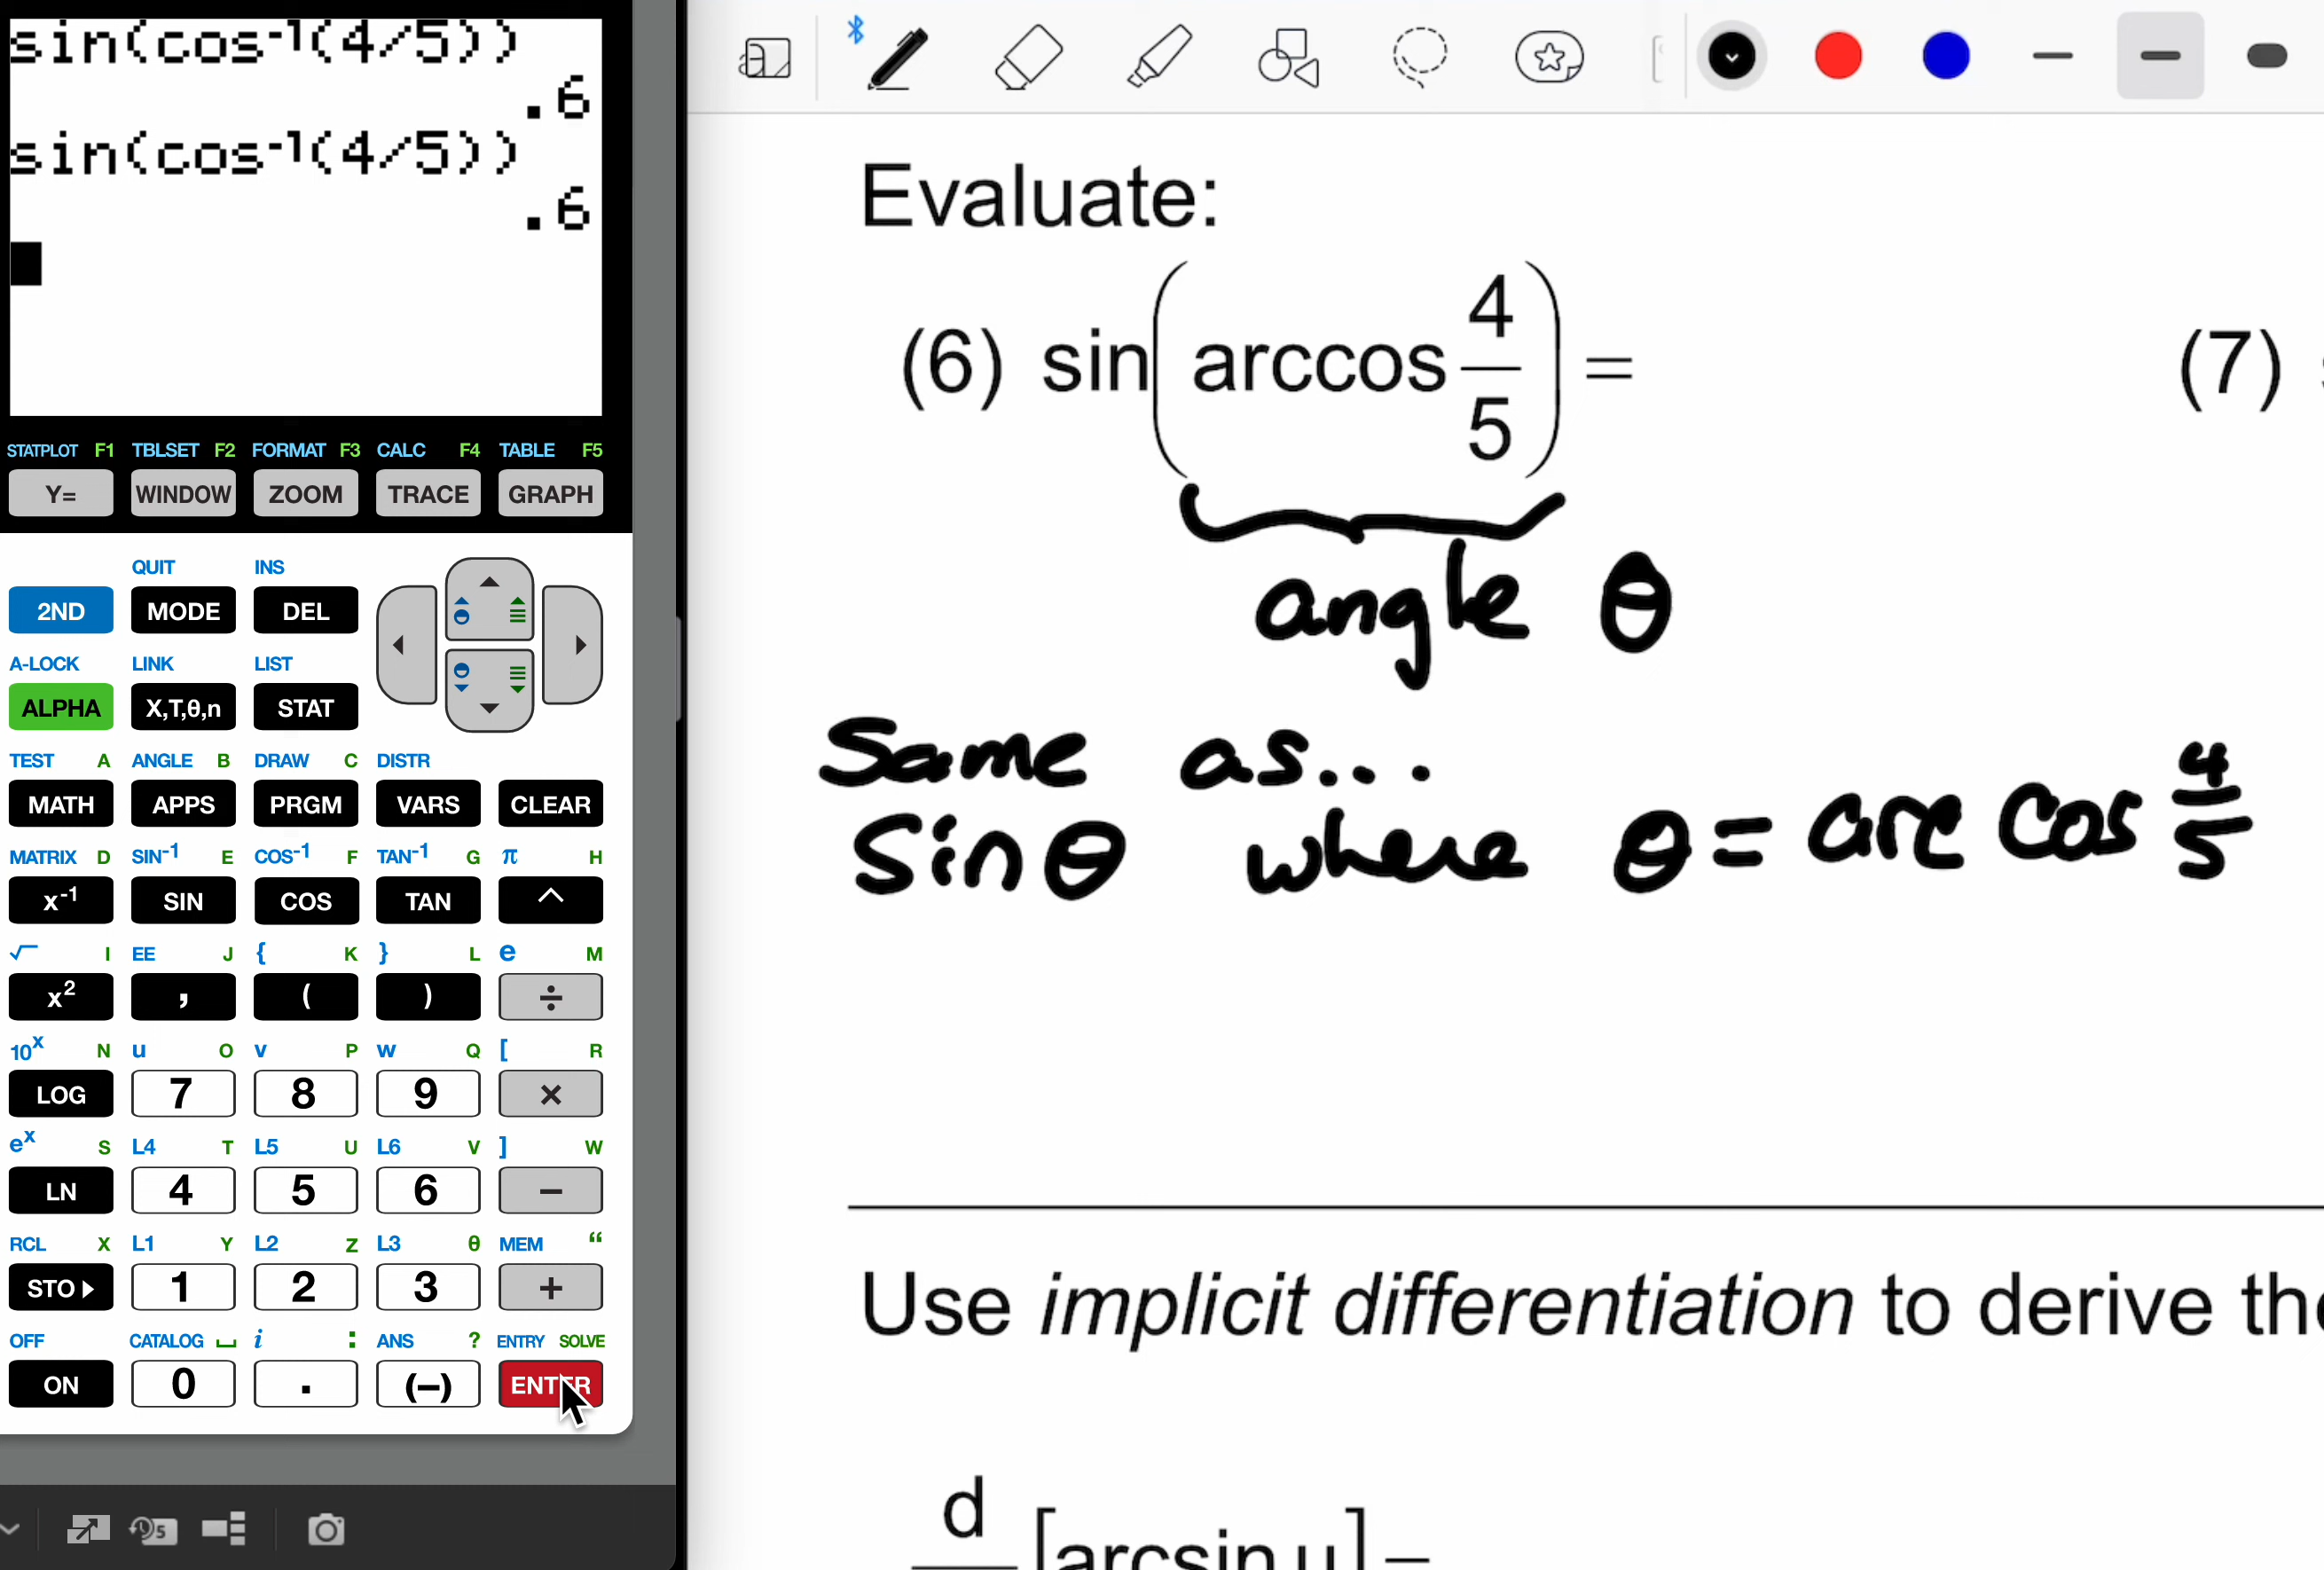 sin(cos⁻¹(4/5))
.6
sin(cos⁻¹(4/5))
.6
STATPLOT F1 TBLSET F2 FORMAT F3 CALC F4 TABLE F5
Y= WINDOW ZOOM TRACE GRAPH
QUIT INS
2ND MODE DEL
A-LOCK LINK LIST
ALPHA X,T,θ,n STAT
TEST A ANGLE B DRAW C DISTR
MATH APPS PRGM VARS CLEAR
MATRIX D SIN⁻¹ E COS⁻¹ F TAN⁻¹ G π H
x⁻¹ SIN COS TAN ^
√ I EE J { K } L e M
x² , ( ) ÷
10ˣ N u O v P w Q [ R
LOG 7 8 9 ×
eˣ S L4 T L5 U L6 V ] W
LN 4 5 6 −
RCL X L1 Y L2 Z L3 θ MEM “
STO▸ 1 2 3 +
OFF CATALOG ⎵ i : ANS ? ENTRY SOLVE
ON 0 . (−) ENTER
5
a
Evaluate:
(6) sin(arccos 4/5) =
(7)
angle θ
Same as...
sin θ where θ = arc cos 4/5
Use implicit differentiation to derive the
d
[arcsin u] =